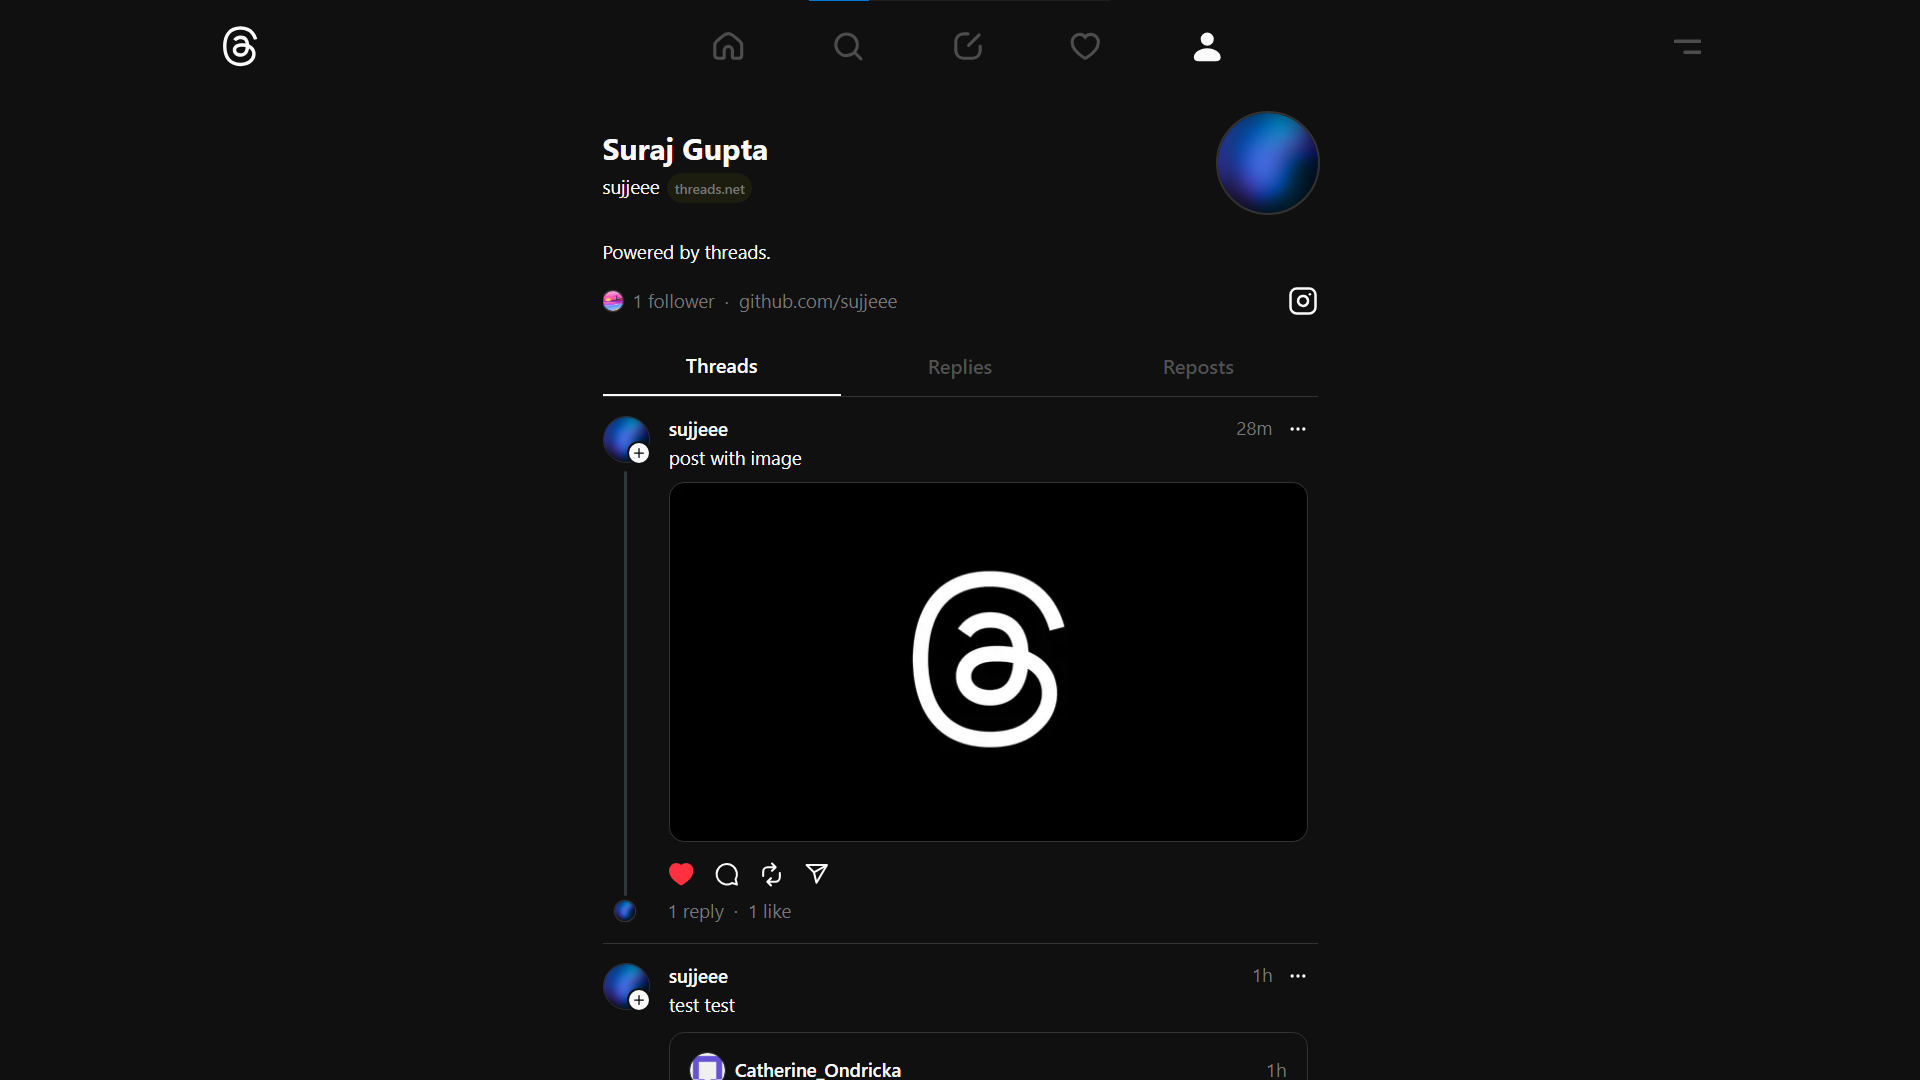 Suraj Gupta
sujjeee threads.net
Powered by threads.
1 follower · github.com/sujjeee
Threads Replies Reposts
sujjeee 28m
post with image
1 reply · 1 like
sujjeee 1h
test test
Catherine_Ondricka 1h